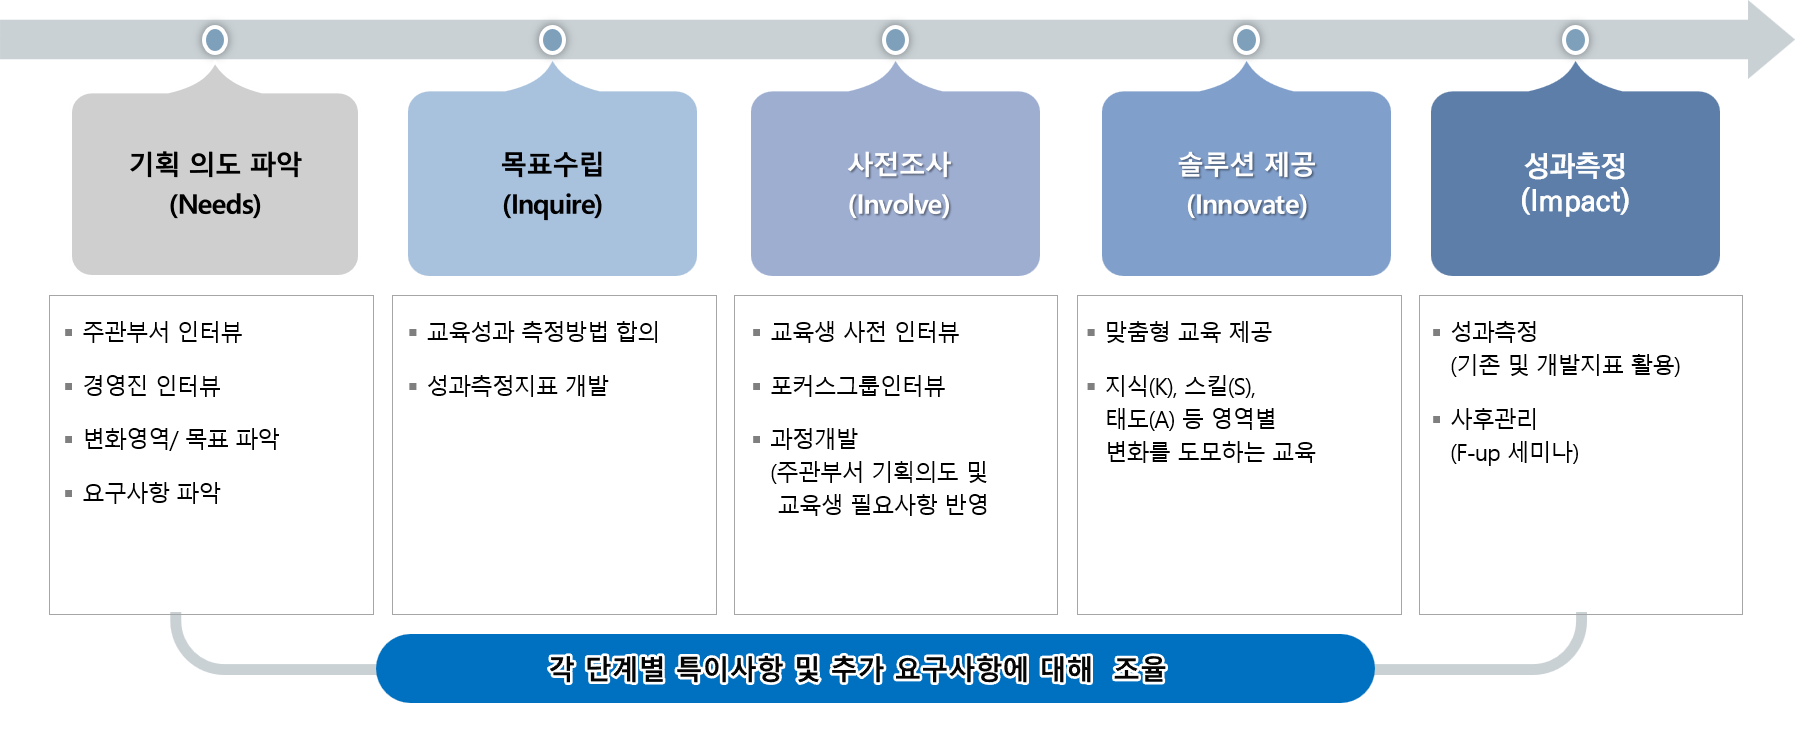 기획 의도 파악
(Needs)
목표수립
(Inquire)
사전조사
(Involve)
솔루션 제공
(Innovate)
성과측정
(Impact)
주관부서 인터뷰
경영진 인터뷰
변화영역/ 목표 파악
요구사항 파악
교육성과 측정방법 합의
성과측정지표 개발
교육생 사전 인터뷰
포커스그룹인터뷰
과정개발
(주관부서 기획의도 및
교육생 필요사항 반영
맞춤형 교육 제공
지식(K), 스킬(S),
태도(A) 등 영역별
변화를 도모하는 교육
성과측정
(기존 및 개발지표 활용)
사후관리
(F-up 세미나)
각 단계별 특이사항 및 추가 요구사항에 대해 조율